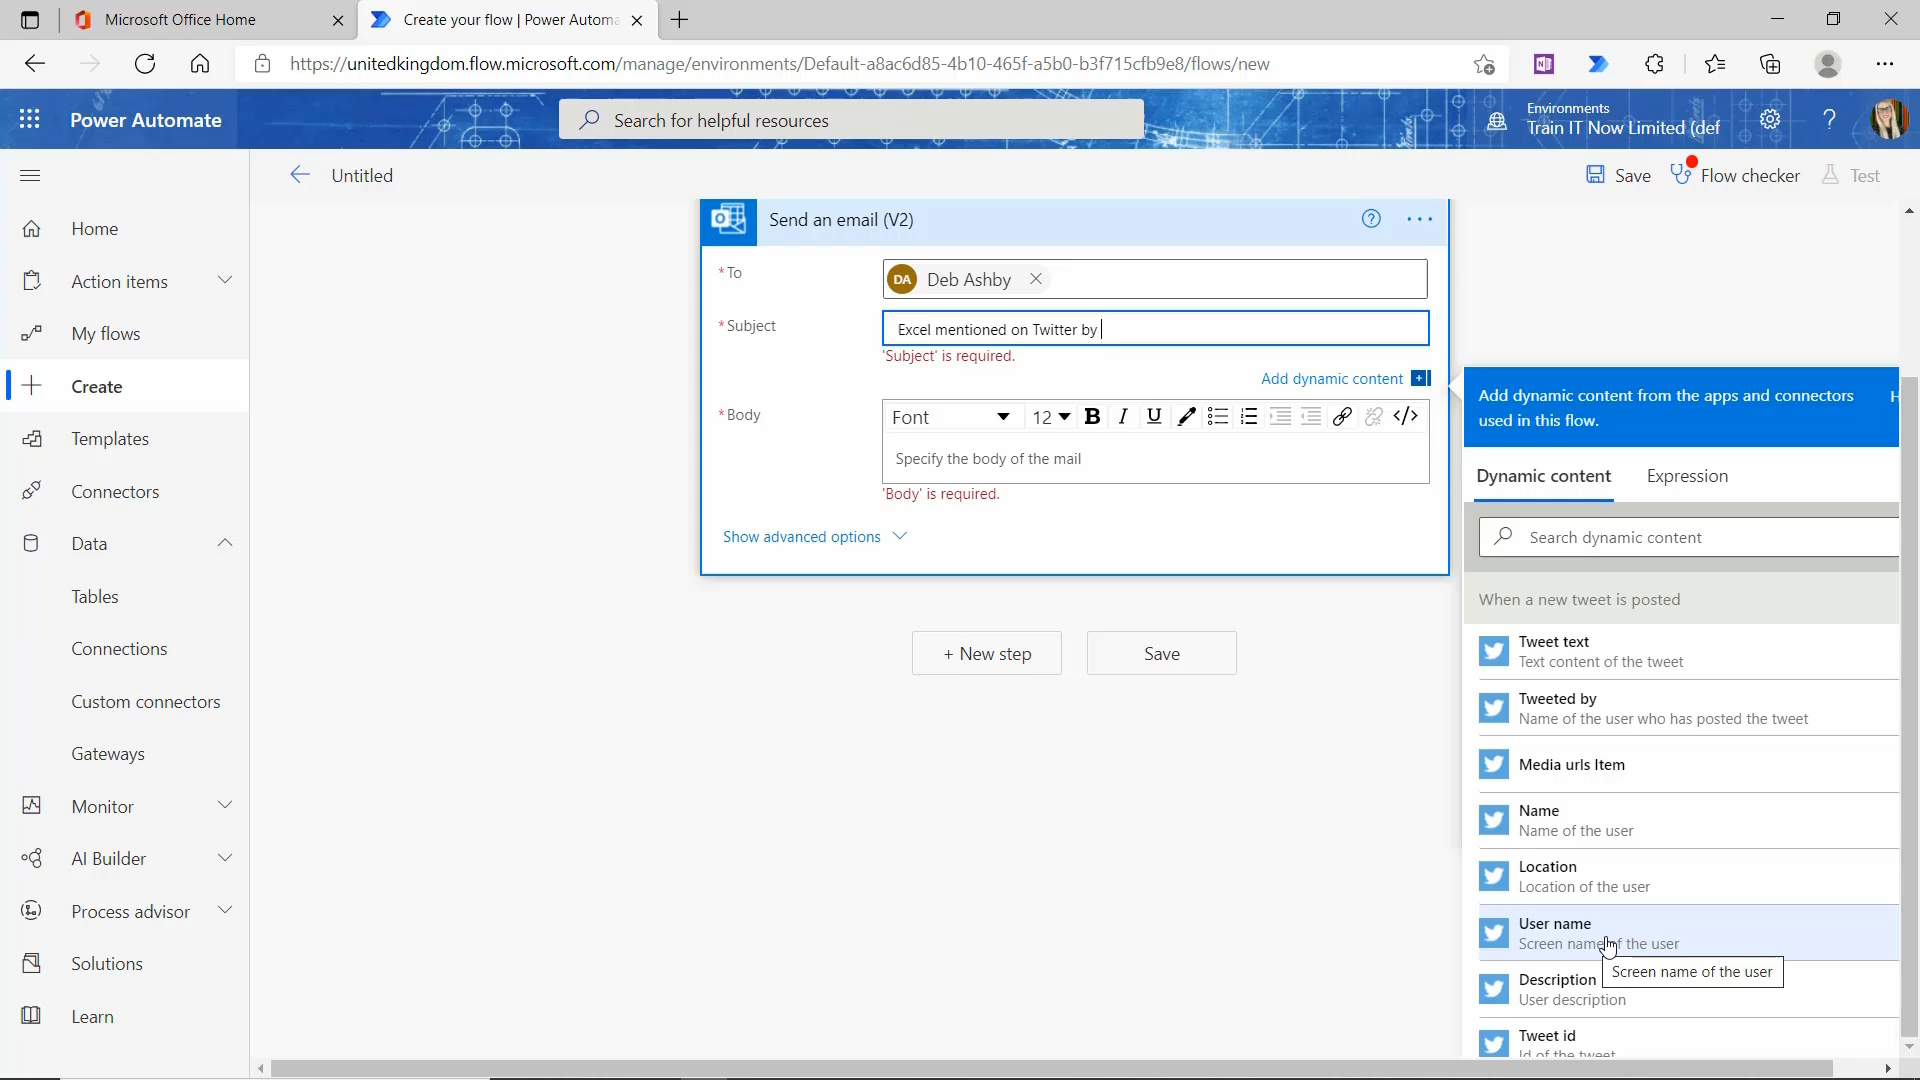 Microsoft Office Home
Create your flow | Power Automa
https://unitedkingdom.flow.microsoft.com/manage/environments/Default-a8ac6d85-4b10-465f-a5b0-b3f715cfb9e8/flows/new
Power Automate
Search for helpful resources
Environments
Train IT Now Limited (def
Untitled
Save
Flow checker
Test
Home
Action items
My flows
Create
Templates
Connectors
Data
Tables
Connections
Custom connectors
Gateways
Monitor
AI Builder
Process advisor
Solutions
Learn
Send an email (V2)
* To
DA Deb Ashby
* Subject
Excel mentioned on Twitter by
'Subject' is required.
Add dynamic content
* Body
Font
12
B I U </>
Specify the body of the mail
'Body' is required.
Show advanced options
+ New step
Save
Add dynamic content from the apps and connectors
used in this flow.
H
Dynamic content
Expression
Search dynamic content
When a new tweet is posted
Tweet text
Text content of the tweet
Tweeted by
Name of the user who has posted the tweet
Media urls Item
Name
Name of the user
Location
Location of the user
User name
Screen name of the user
Screen name of the user
Description
User description
Tweet id
Id of the tweet